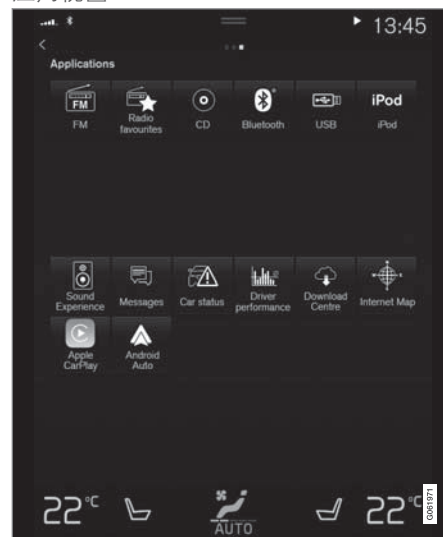 13:45
Applications
FM
iPod
FM
Radio favourites
CD
Bluetooth
USB
iPod
Sound Experience
Messages
Car status
Driver performance
Download Centre
Internet Map
Apple CarPlay
Android Auto
22°C
AUTO
22°C
G061971